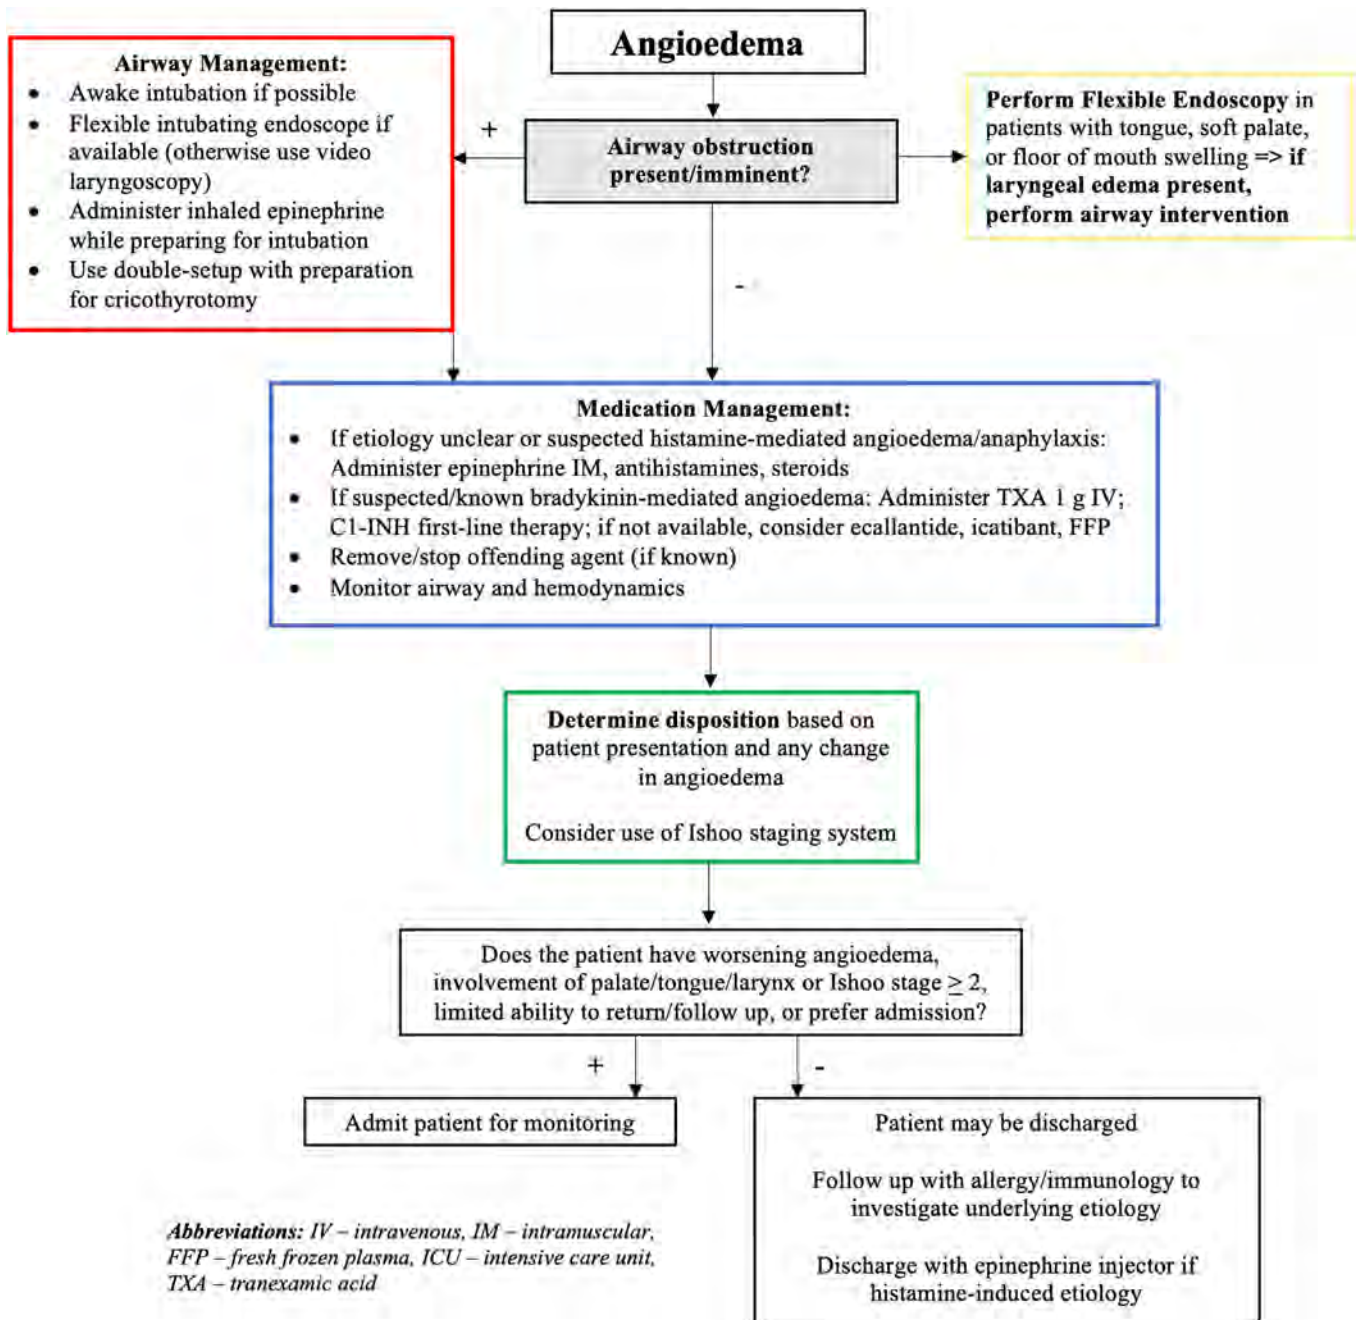 Angioedema
Airway Management:
• Awake intubation if possible
• Flexible intubating endoscope if
available (otherwise use video
laryngoscopy)
• Administer inhaled epinephrine
while preparing for intubation
• Use double-setup with preparation
for cricothyrotomy
+
Airway obstruction
present/imminent?
Perform Flexible Endoscopy in
patients with tongue, soft palate,
or floor of mouth swelling => if
laryngeal edema present,
perform airway intervention
-
Medication Management:
• If etiology unclear or suspected histamine-mediated angioedema/anaphylaxis:
Administer epinephrine IM, antihistamines, steroids
• If suspected/known bradykinin-mediated angioedema: Administer TXA 1 g IV;
C1-INH first-line therapy; if not available, consider ecallantide, icatibant, FFP
• Remove/stop offending agent (if known)
• Monitor airway and hemodynamics
Determine disposition based on
patient presentation and any change
in angioedema
Consider use of Ishoo staging system
Does the patient have worsening angioedema,
involvement of palate/tongue/larynx or Ishoo stage ≥ 2,
limited ability to return/follow up, or prefer admission?
+
-
Admit patient for monitoring
Patient may be discharged
Follow up with allergy/immunology to
investigate underlying etiology
Discharge with epinephrine injector if
histamine-induced etiology
Abbreviations: IV – intravenous, IM – intramuscular,
FFP – fresh frozen plasma, ICU – intensive care unit,
TXA – tranexamic acid